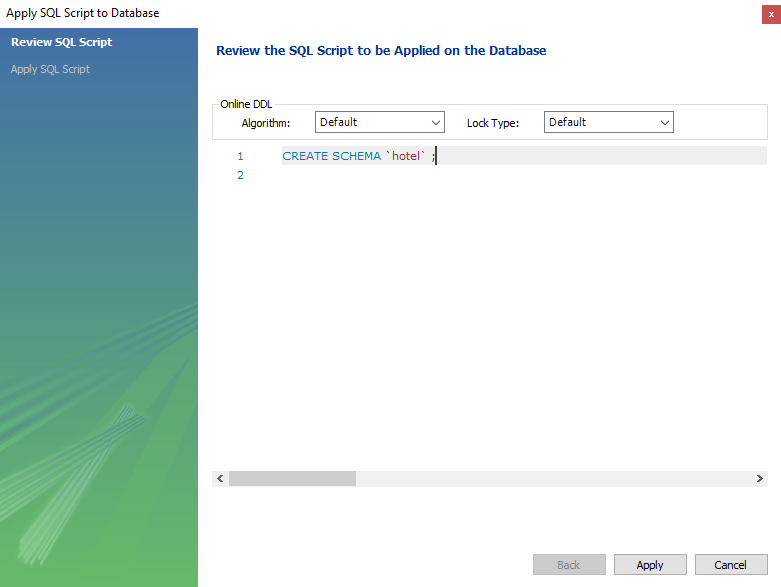 Apply SQL Script to Database
x
Review SQL Script
Apply SQL Script
Review the SQL Script to be Applied on the Database
Online DDL
Algorithm: Default Lock Type: Default
1 CREATE SCHEMA `hotel` ;
2
Back Apply Cancel